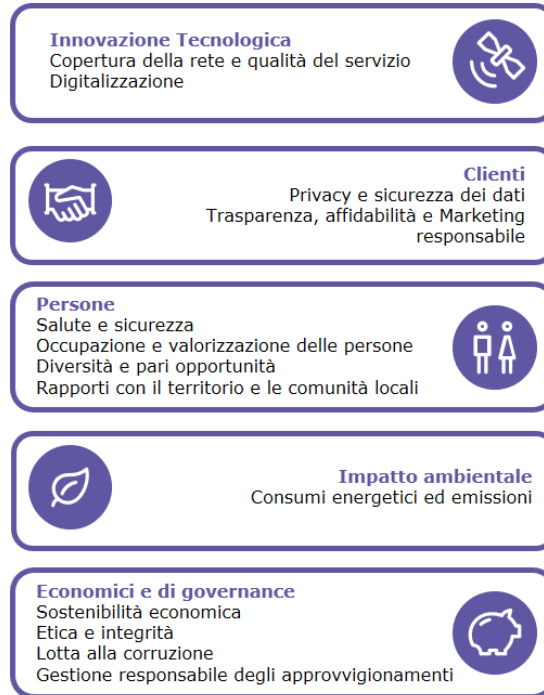 Innovazione Tecnologica
Copertura della rete e qualità del servizio
Digitalizzazione
Clienti
Privacy e sicurezza dei dati
Trasparenza, affidabilità e Marketing
responsabile
Persone
Salute e sicurezza
Occupazione e valorizzazione delle persone
Diversità e pari opportunità
Rapporti con il territorio e le comunità locali
Impatto ambientale
Consumi energetici ed emissioni
Economici e di governance
Sostenibilità economica
Etica e integrità
Lotta alla corruzione
Gestione responsabile degli approvvigionamenti